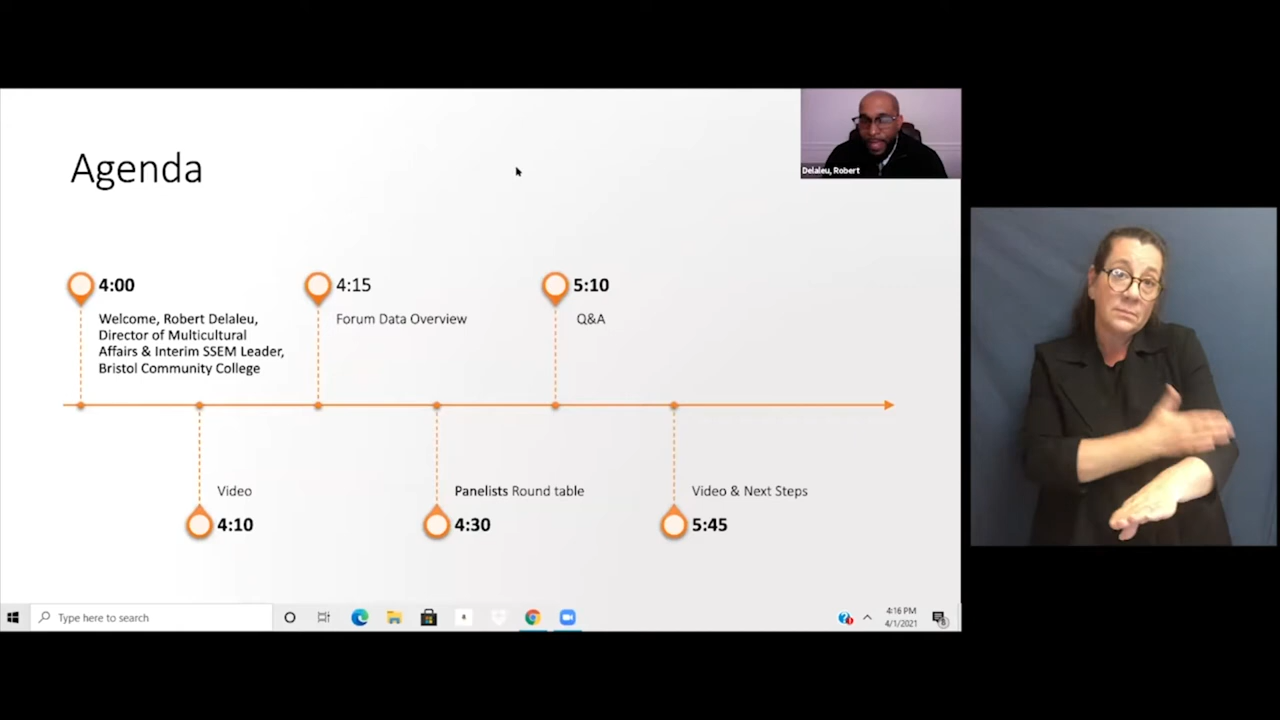 Delaleu, Robert
Agenda
4:00
Welcome, Robert Delaleu,
Director of Multicultural
Affairs & Interim SSEM Leader,
Bristol Community College
4:15
Forum Data Overview
5:10
Q&A
Video
4:10
Panelists Round table
4:30
Video & Next Steps
5:45
Type here to search
4:16 PM
4/1/2021